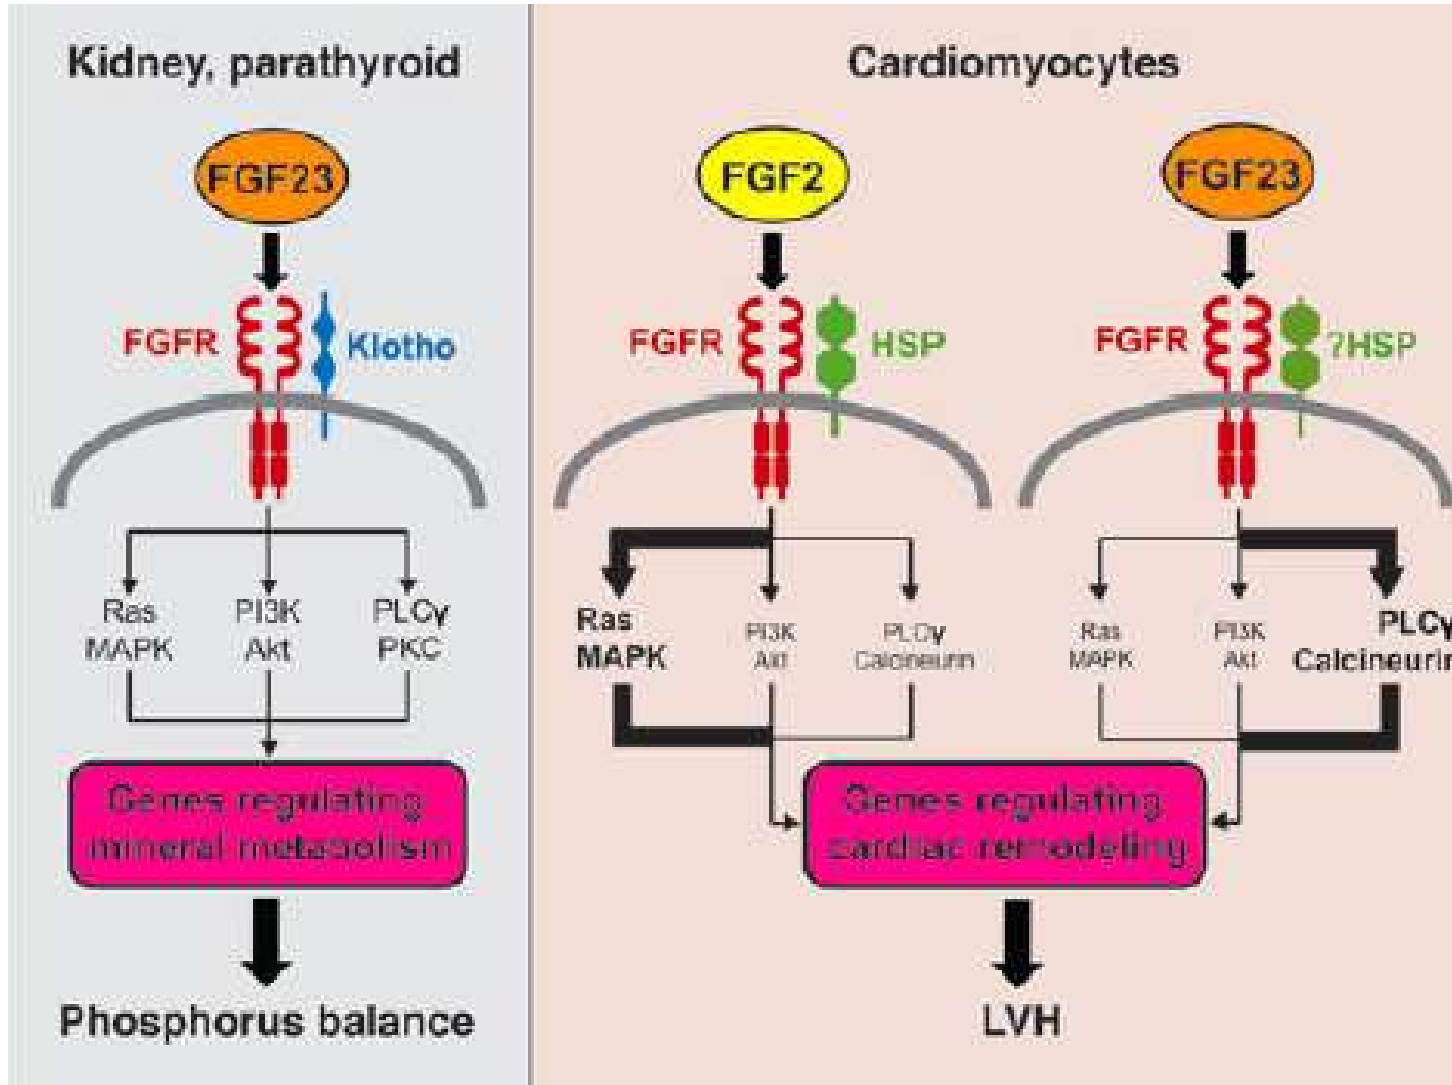 Kidney, parathyroid
FGF23
FGFR
Klotho
Ras
MAPK
PI3K
Akt
PLCγ
PKC
Genes regulating
mineral metabolism
Phosphorus balance
Cardiomyocytes
FGF2
FGFR
HSP
Ras
MAPK
PI3K
Akt
PLCγ
Calcineurin
FGF23
FGFR
?HSP
Ras
MAPK
PI3K
Akt
PLCγ
Calcineurin
Genes regulating
cardiac remodeling
LVH